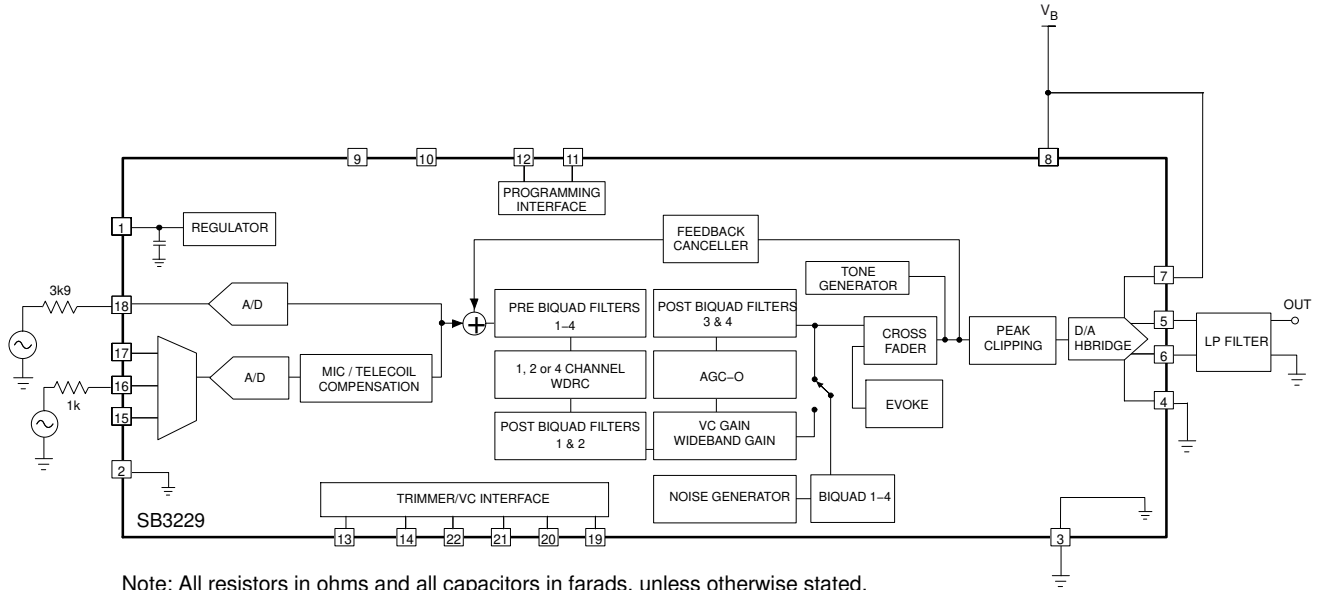 VB
9
10
12
11
8
PROGRAMMING
INTERFACE
1
REGULATOR
FEEDBACK
CANCELLER
7
TONE
GENERATOR
3k9
18
A/D
PRE BIQUAD FILTERS
1–4
POST BIQUAD FILTERS
3 & 4
CROSS
FADER
PEAK
CLIPPING
D/A
HBRIDGE
5
OUT
LP FILTER
6
17
16
15
1k
A/D
MIC / TELECOIL
COMPENSATION
1, 2 or 4 CHANNEL
WDRC
AGC–O
EVOKE
4
POST BIQUAD FILTERS
1 & 2
VC GAIN
WIDEBAND GAIN
2
TRIMMER/VC INTERFACE
NOISE GENERATOR
BIQUAD 1–4
SB3229
13
14
22
21
20
19
3
Note: All resistors in ohms and all capacitors in farads, unless otherwise stated.